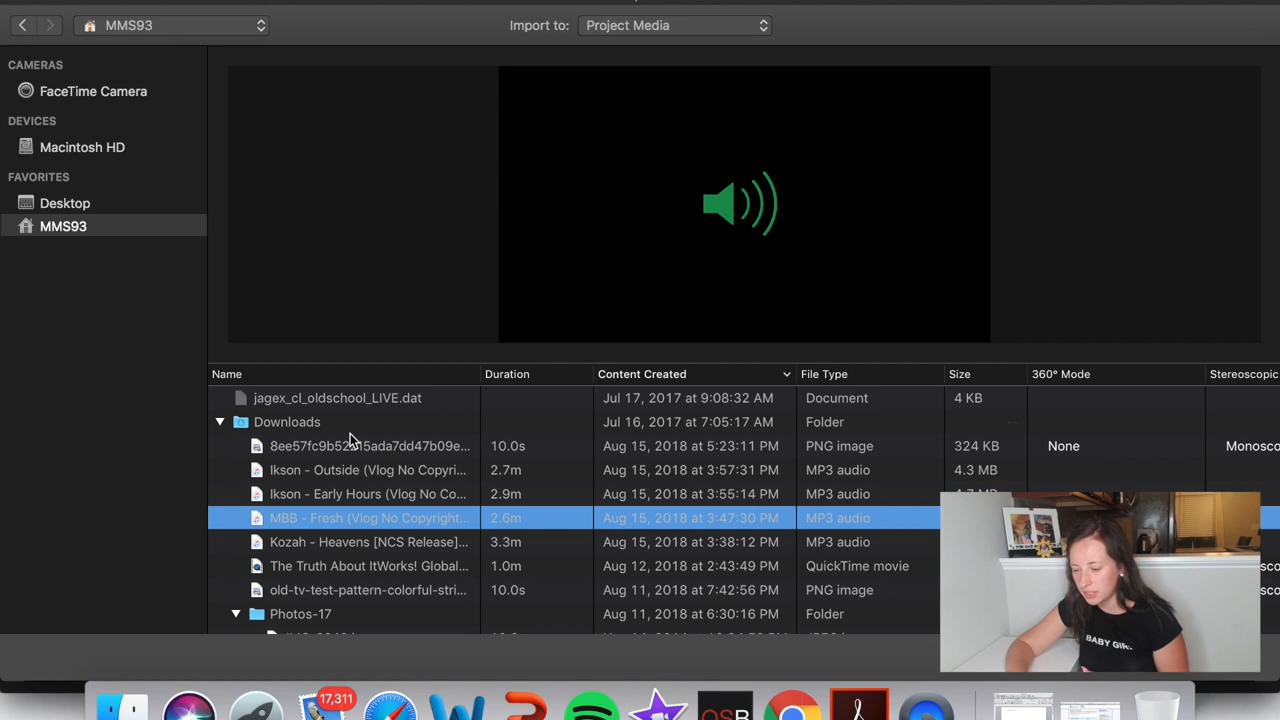 MMS93
Import to: Project Media
CAMERAS
FaceTime Camera
DEVICES
Macintosh HD
FAVORITES
Desktop
MMS93
Name Duration Content Created File Type Size 360° Mode Stereoscopic
jagex_cl_oldschool_LIVE.dat Jul 17, 2017 at 9:08:32 AM Document 4 KB
Downloads Jul 16, 2017 at 7:05:17 AM Folder --
10.0s Aug 15, 2018 at 5:23:11 PM PNG image 324 KB None Monosco
Ikson - Outside (Vlog No Copyri... 2.7m Aug 15, 2018 at 3:57:31 PM MP3 audio 4.3 MB
Ikson - Early Hours (Vlog No Co... 2.9m Aug 15, 2018 at 3:55:14 PM MP3 audio 4.7 MB
MBB - Fresh (Vlog No Copyright... 2.6m Aug 15, 2018 at 3:47:30 PM MP3 audio
Kozah - Heavens [NCS Release]... 3.3m Aug 15, 2018 at 3:38:12 PM MP3 audio
The Truth About ItWorks! Global... 1.0m Aug 12, 2018 at 2:43:49 PM QuickTime movie sco
old-tv-test-pattern-colorful-stri... 10.0s Aug 11, 2018 at 7:42:56 PM PNG image sco
Photos-17 Aug 11, 2018 at 6:30:16 PM Folder
BABY GIRL
17,311
OSB